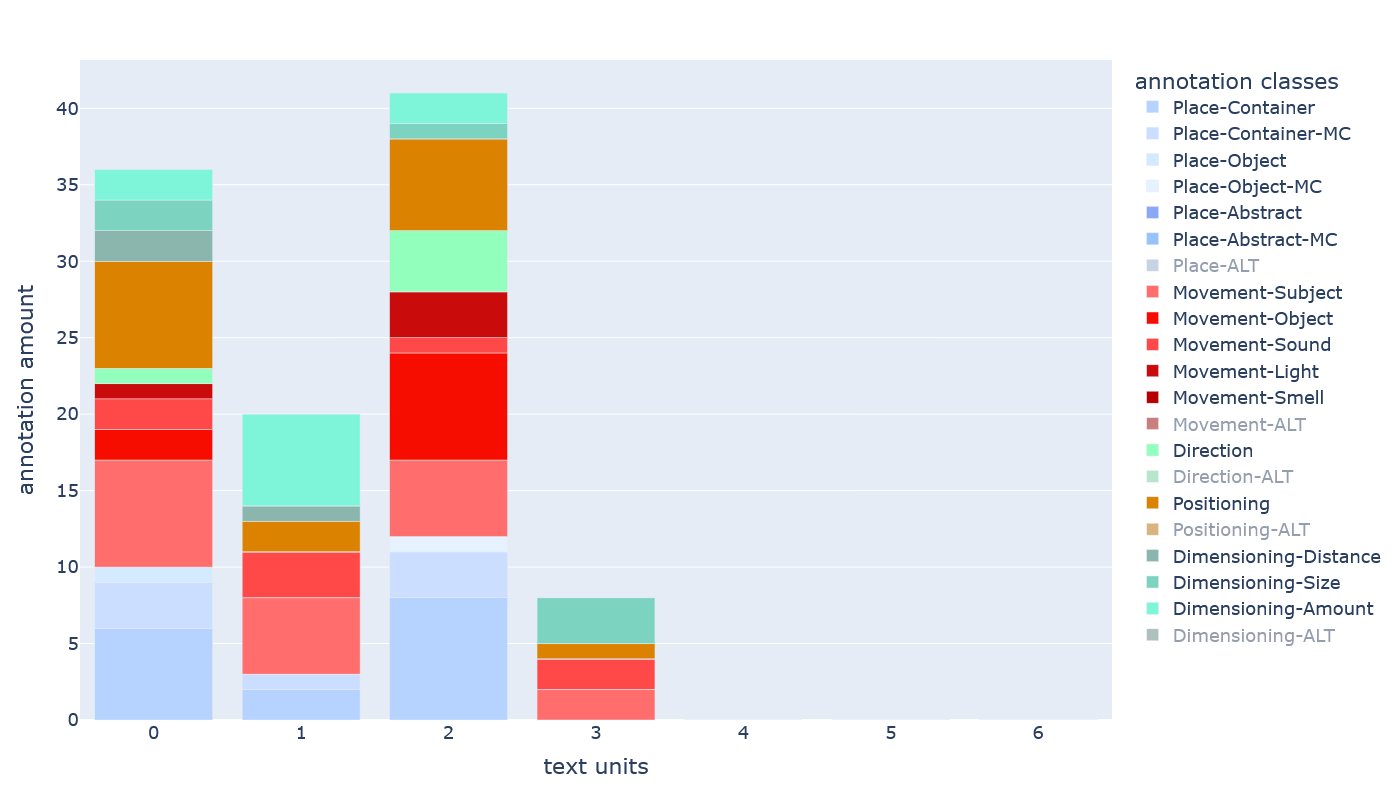 annotation classes
Place-Container
Place-Container-MC
Place-Object
Place-Object-MC
Place-Abstract
Place-Abstract-MC
Place-ALT
Movement-Subject
Movement-Object
Movement-Sound
Movement-Light
Movement-Smell
Movement-ALT
Direction
Direction-ALT
Positioning
Positioning-ALT
Dimensioning-Distance
Dimensioning-Size
Dimensioning-Amount
Dimensioning-ALT
annotation amount
40
35
30
25
20
15
10
5
0
0 1 2 3 4 5 6
text units